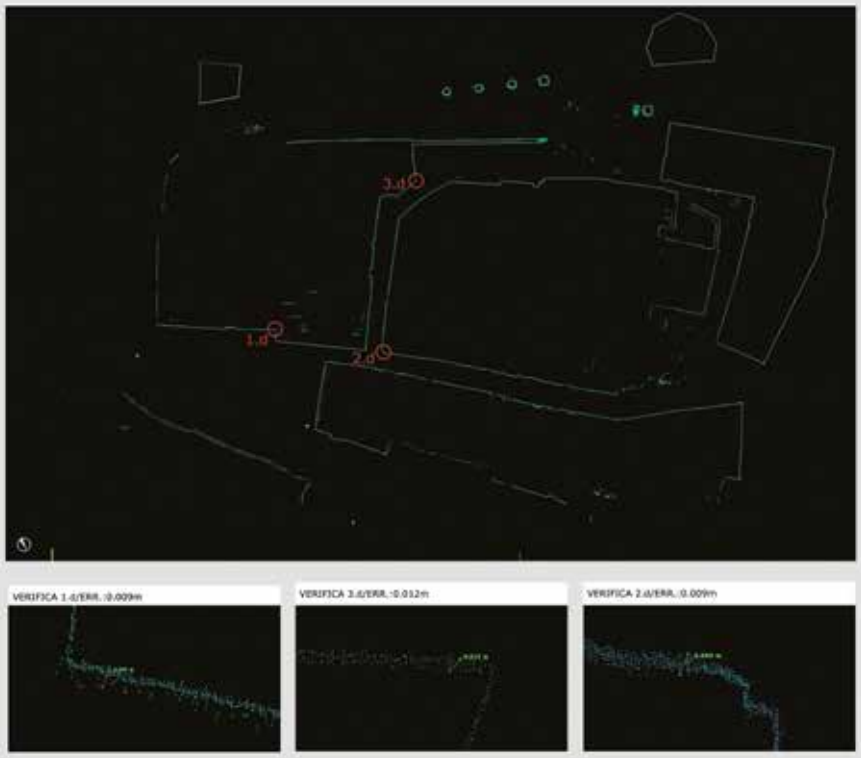 3.d
1.d
2.d
VERIFICA 1.d/ERR.:0.009m
VERIFICA 3.d/ERR.:0.012m
VERIFICA 2.d/ERR.:0.009m